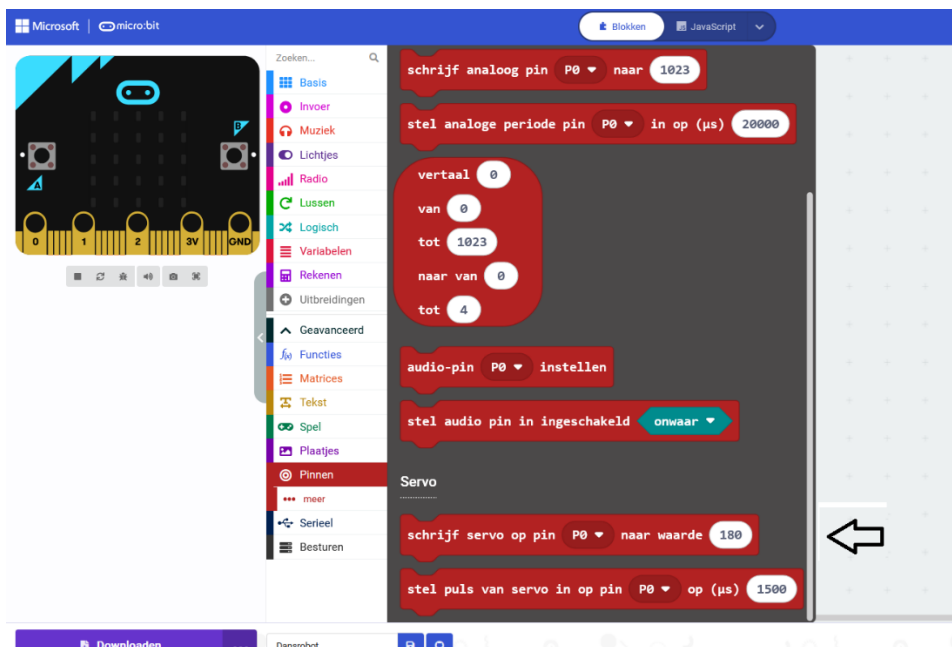 Microsoft micro:bit Blokken JavaScript
Zoeken...
Basis
Invoer
Muziek
Lichtjes
Radio
Lussen
Logisch
Variabelen
Rekenen
Uitbreidingen
Geavanceerd
Functies
Matrices
Tekst
Spel
Plaatjes
Pinnen
meer
Serieel
Besturen
A
B
0 1 2 3V GND
schrijf analoog pin P0 naar 1023
stel analoge periode pin P0 in op (µs) 20000
vertaal 0
van 0
tot 1023
naar van 0
tot 4
audio-pin P0 instellen
stel audio pin in ingeschakeld onwaar
Servo
schrijf servo op pin P0 naar waarde 180
stel puls van servo in op pin P0 op (µs) 1500
Downloaden
Dansrobot